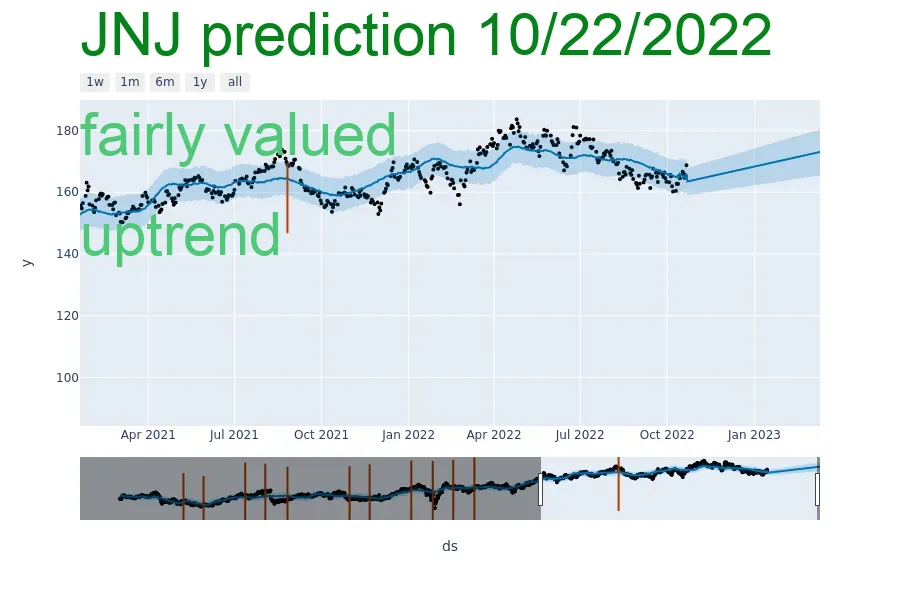 JNJ prediction 10/22/2022
1w 1m 6m 1y all
fairly valued
uptrend
180
160
140
120
100
y
Apr 2021 Jul 2021 Oct 2021 Jan 2022 Apr 2022 Jul 2022 Oct 2022 Jan 2023
ds